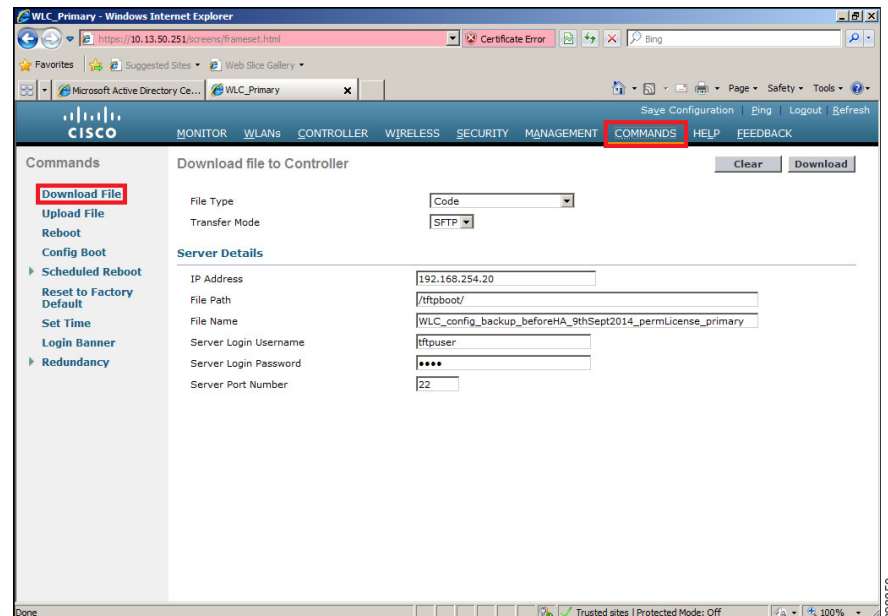 WLC_Primary - Windows Internet Explorer
https://10.13.50.251/screens/frameset.html
Certificate Error
Bing
Favorites
Suggested Sites
Web Slice Gallery
Microsoft Active Directory Ce...
WLC_Primary
Page
Safety
Tools
Save Configuration | Ping | Logout | Refresh
CISCO
MONITOR WLANs CONTROLLER WIRELESS SECURITY MANAGEMENT COMMANDS HELP FEEDBACK
Commands
Download File
Upload File
Reboot
Config Boot
Scheduled Reboot
Reset to Factory
Default
Set Time
Login Banner
Redundancy
Download file to Controller
Clear
Download
File Type Code
Transfer Mode SFTP
Server Details
IP Address 192.168.254.20
File Path /tftpboot/
File Name WLC_config_backup_beforeHA_9thSept2014_permLicense_primary
Server Login Username tftpuser
Server Login Password ••••
Server Port Number 22
Done
Trusted sites | Protected Mode: Off
100%